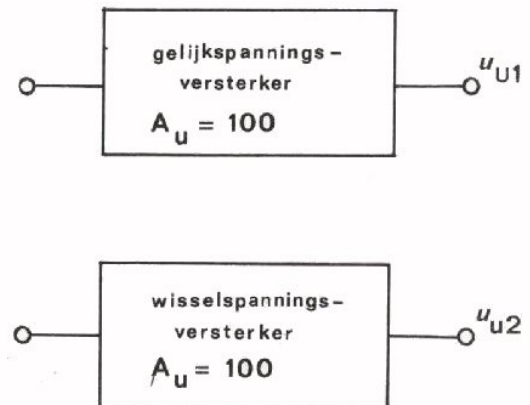 gelijkspannings-
versterker
A_u = 100
u_U1
wisselspannings-
versterker
A_u = 100
u_u2